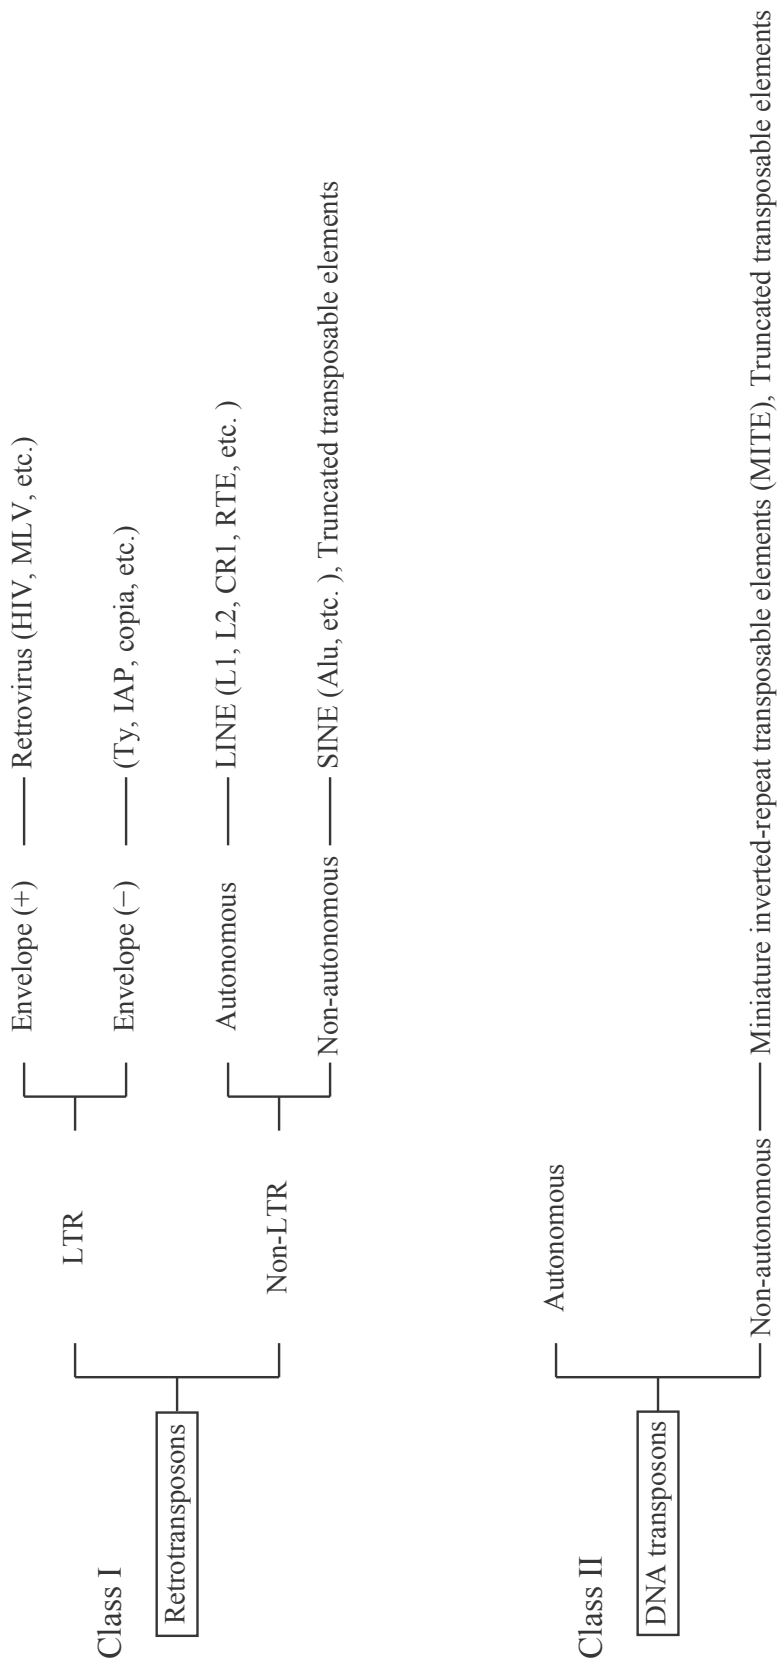 Class I
Retrotransposons
LTR
Envelope (+)
Retrovirus (HIV, MLV, etc.)
Envelope (−)
(Ty, IAP, copia, etc.)
Non-LTR
Autonomous
LINE (L1, L2, CR1, RTE, etc. )
Non-autonomous
SINE (Alu, etc. ), Truncated transposable elements
Class II
DNA transposons
Autonomous
Non-autonomous
Miniature inverted-repeat transposable elements (MITE), Truncated transposable elements